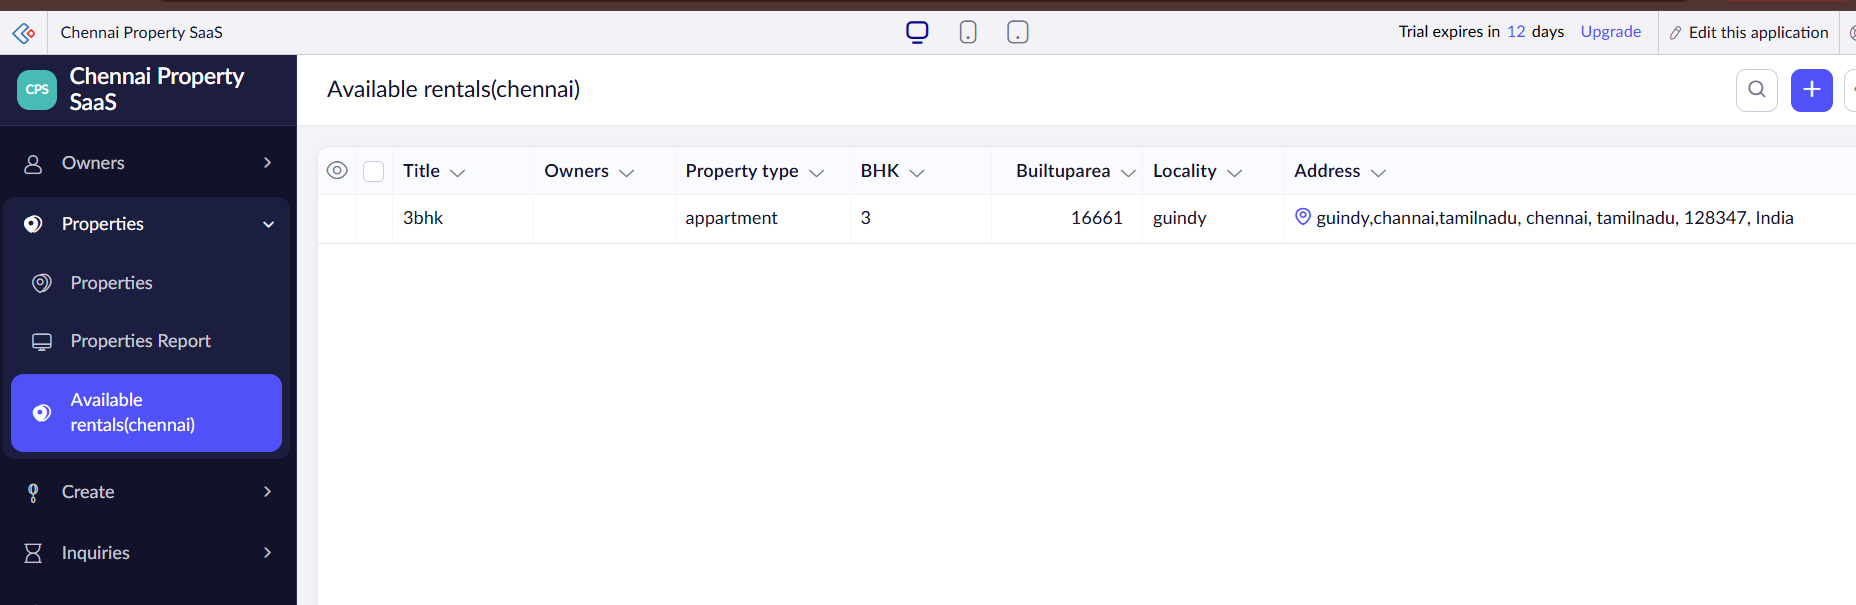 Chennai Property SaaS
Trial expires in 12 days Upgrade
Edit this application
CPS
Chennai Property
SaaS
Available rentals(chennai)
Owners
Properties
Properties
Properties Report
Available
rentals(chennai)
Create
Inquiries
Title Owners Property type BHK Builtuparea Locality Address
3bhk appartment 3 16661 guindy guindy,channai,tamilnadu, chennai, tamilnadu, 128347, India